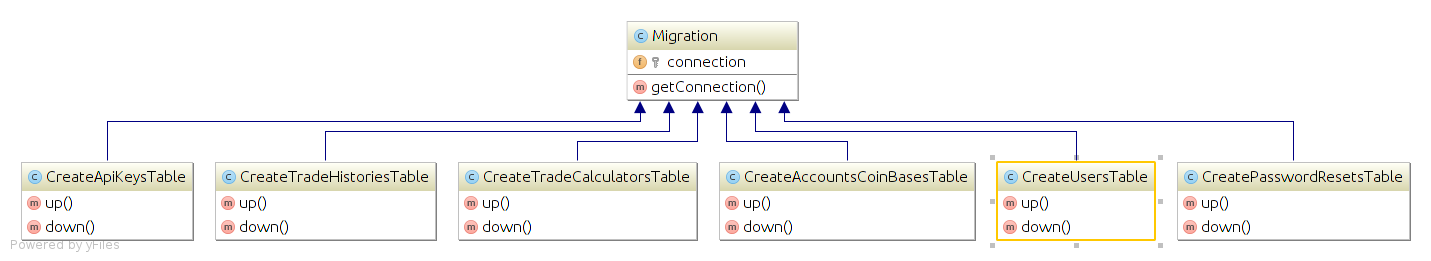 C Migration
f connection
m getConnection()
C CreateApiKeysTable
m up()
m down()
C CreateTradeHistoriesTable
m up()
m down()
C CreateTradeCalculatorsTable
m up()
m down()
C CreateAccountsCoinBasesTable
m up()
m down()
C CreateUsersTable
m up()
m down()
C CreatePasswordResetsTable
m up()
m down()
Powered by yFiles